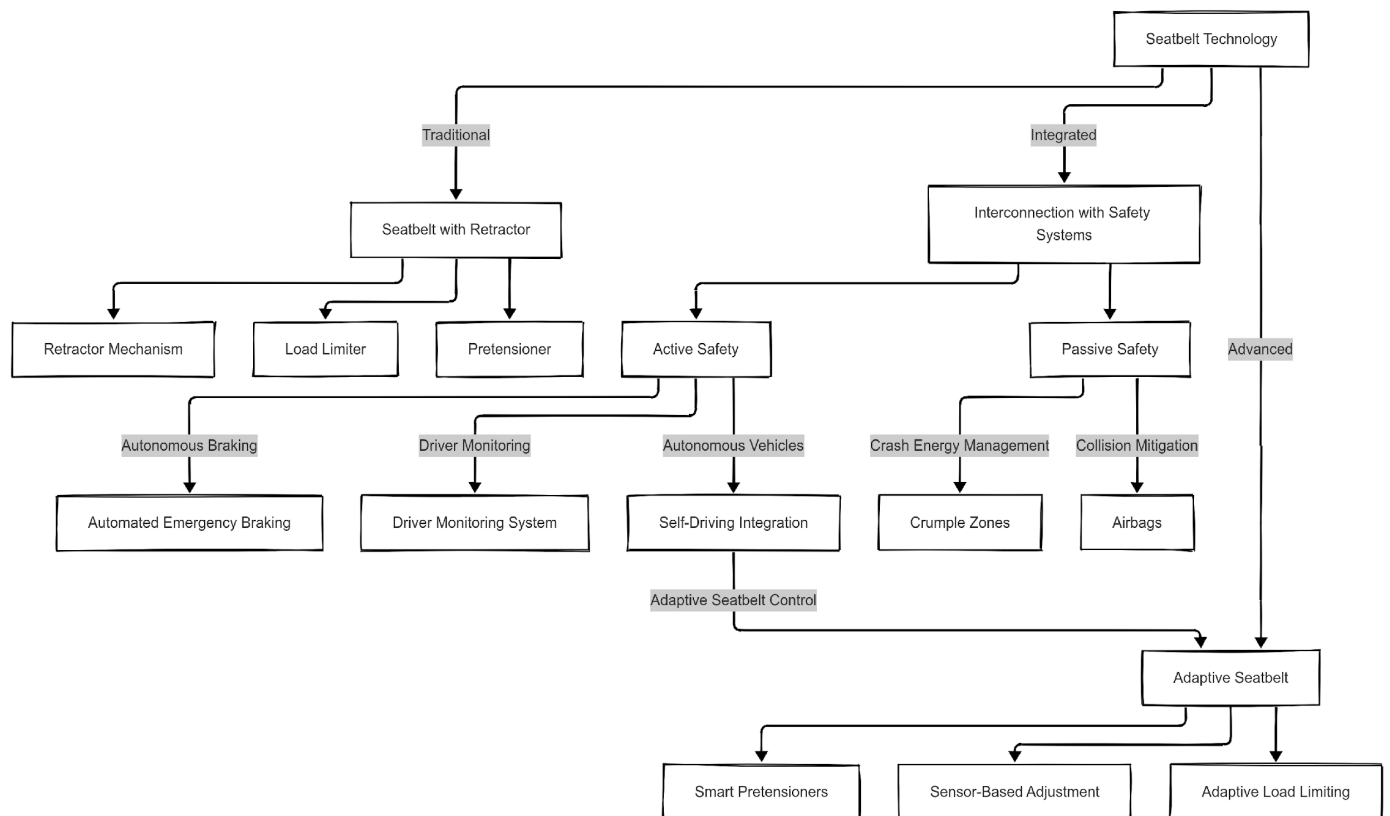 Seatbelt Technology
Traditional
Integrated
Seatbelt with Retractor
Interconnection with Safety
Systems
Retractor Mechanism
Load Limiter
Pretensioner
Active Safety
Passive Safety
Advanced
Autonomous Braking
Driver Monitoring
Autonomous Vehicles
Crash Energy Management
Collision Mitigation
Automated Emergency Braking
Driver Monitoring System
Self-Driving Integration
Crumple Zones
Airbags
Adaptive Seatbelt Control
Adaptive Seatbelt
Smart Pretensioners
Sensor-Based Adjustment
Adaptive Load Limiting